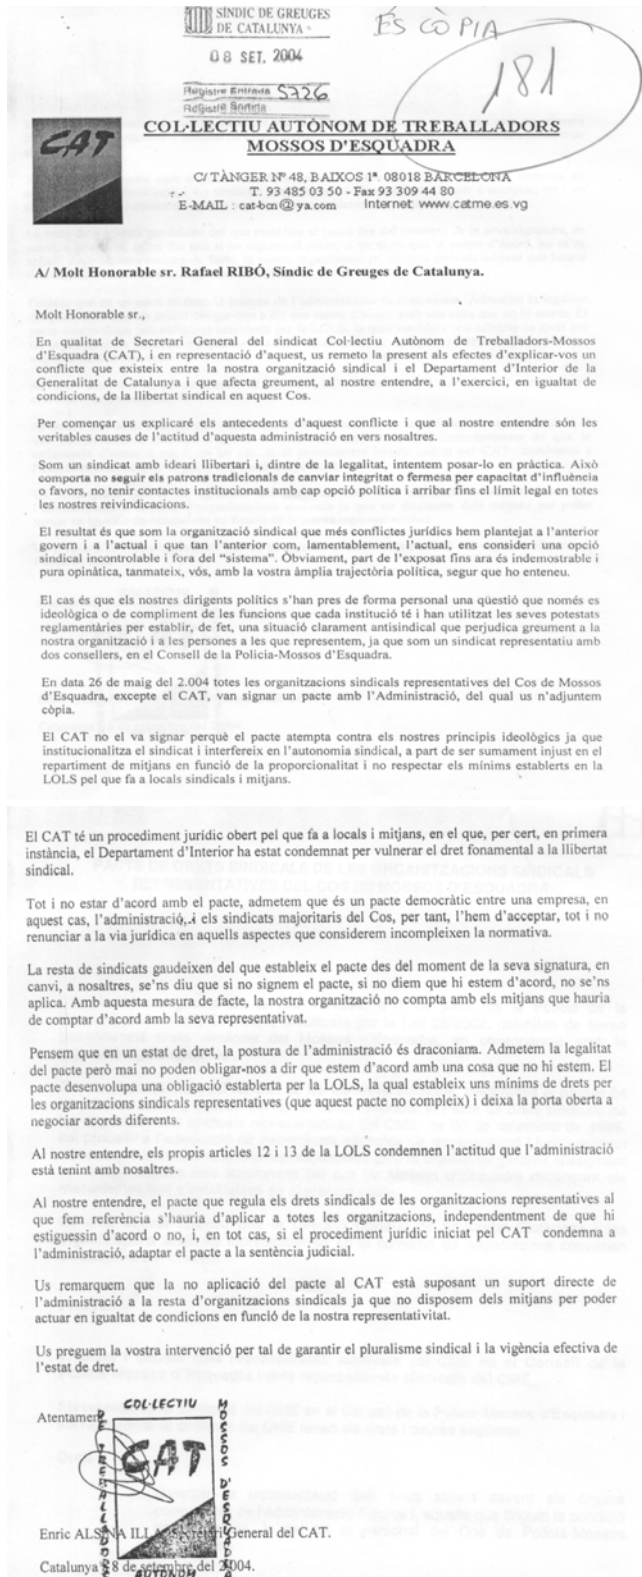 SÍNDIC DE GREUGES
DE CATALUNYA
08 SET. 2004
Registre Entrada 5726
Registre Sortida
ÉS CÒPIA
181
CAT
COL·LECTIU AUTÒNOM DE TREBALLADORS
MOSSOS D'ESQUADRA
C/ TÀNGER Nº 48, BAIXOS 1ª. 08018 BARCELONA
T. 93 485 03 50 - Fax 93 309 44 80
E-MAIL : cat-bcn@ya.com Internet: www.catme.es.vg
A/ Molt Honorable sr. Rafael RIBÓ, Síndic de Greuges de Catalunya.
Molt Honorable sr.,
En qualitat de Secretari General del sindicat Col·lectiu Autònom de Treballadors-Mossos
d'Esquadra (CAT), i en representació d'aquest, us remeto la present als efectes d'explicar-vos un
conflicte que existeix entre la nostra organització sindical i el Departament d'Interior de la
Generalitat de Catalunya i que afecta greument, al nostre entendre, a l'exercici, en igualtat de
condicions, de la llibertat sindical en aquest Cos.
Per començar us explicaré els antecedents d'aquest conflicte i que al nostre entendre són les
veritables causes de l'actitud d'aquesta administració en vers nosaltres.
Som un sindicat amb ideari llibertari i, dintre de la legalitat, intentem posar-lo en pràctica. Això
comporta no seguir els patrons tradicionals de canviar integritat o fermesa per capacitat d'influència
o favors, no tenir contactes institucionals amb cap opció política i arribar fins el límit legal en totes
les nostres reivindicacions.
El resultat és que som la organització sindical que més conflictes jurídics hem plantejat a l'anterior
govern i a l'actual i que tan l'anterior com, lamentablement, l'actual, ens consideri una opció
sindical incontrolable i fora del "sistema". Òbviament, part de l'exposat fins ara és indemostrable i
pura opinàtica, tanmateix, vós, amb la vostra àmplia trajectòria política, segur que ho enteneu.
El cas és que els nostres dirigents polítics s'han pres de forma personal una qüestió que només es
ideològica o de compliment de les funcions que cada institució té i han utilitzat les seves potestats
reglamentàries per establir, de fet, una situació clarament antisindical que perjudica greument a la
nostra organització i a les persones a les que representem, ja que som un sindicat representatiu amb
dos consellers, en el Consell de la Policia-Mossos d'Esquadra.
En data 26 de maig del 2.004 totes les organitzacions sindicals representatives del Cos de Mossos
d'Esquadra, excepte el CAT, van signar un pacte amb l'Administració, del qual us n'adjuntem
còpia.
El CAT no el va signar perquè el pacte atempta contra els nostres principis ideològics ja que
institucionalitza el sindicat i interfereix en l'autonomia sindical, a part de ser sumament injust en el
repartiment de mitjans en funció de la proporcionalitat i no respectar els mínims establerts en la
LOLS pel que fa a locals sindicals i mitjans.
El CAT té un procediment jurídic obert pel que fa a locals i mitjans, en el que, per cert, en primera
instància, el Departament d'Interior ha estat condemnat per vulnerar el dret fonamental a la llibertat
sindical.
Tot i no estar d'acord amb el pacte, admetem que és un pacte democràtic entre una empresa, en
aquest cas, l'administració, i els sindicats majoritaris del Cos, per tant, l'hem d'acceptar, tot i no
renunciar a la via jurídica en aquells aspectes que considerem incompleixen la normativa.
La resta de sindicats gaudeixen del que estableix el pacte des del moment de la seva signatura, en
canvi, a nosaltres, se'ns diu que si no signem el pacte, si no diem que hi estem d'acord, no se'ns
aplica. Amb aquesta mesura de facte, la nostra organització no compta amb els mitjans que hauria
de comptar d'acord amb la seva representativat.
Pensem que en un estat de dret, la postura de l'administració és draconiana. Admetem la legalitat
del pacte però mai no poden obligar-nos a dir que estem d'acord amb una cosa que no hi estem. El
pacte desenvolupa una obligació establerta per la LOLS, la qual estableix uns mínims de drets per
les organitzacions sindicals representatives (que aquest pacte no compleix) i deixa la porta oberta a
negociar acords diferents.
Al nostre entendre, els propis articles 12 i 13 de la LOLS condemnen l'actitud que l'administració
està tenint amb nosaltres.
Al nostre entendre, el pacte que regula els drets sindicals de les organitzacions representatives al
que fem referència s'hauria d'aplicar a totes les organitzacions, independentment de que hi
estiguessin d'acord o no, i, en tot cas, si el procediment jurídic iniciat pel CAT condemna a
l'administració, adaptar el pacte a la sentència judicial.
Us remarquem que la no aplicació del pacte al CAT està suposant un suport directe de
l'administració a la resta d'organitzacions sindicals ja que no disposem dels mitjans per poder
actuar en igualtat de condicions en funció de la nostra representativitat.
Us preguem la vostra intervenció per tal de garantir el pluralisme sindical i la vigència efectiva de
l'estat de dret.
Atentament
COL·LECTIU
AUTÒNOM
DE TREBALLADORS
MOSSOS D'ESQUADRA
CAT
Enric ALSINA ILLA, Secretari General del CAT.
Catalunya 8 de setembre del 2004.